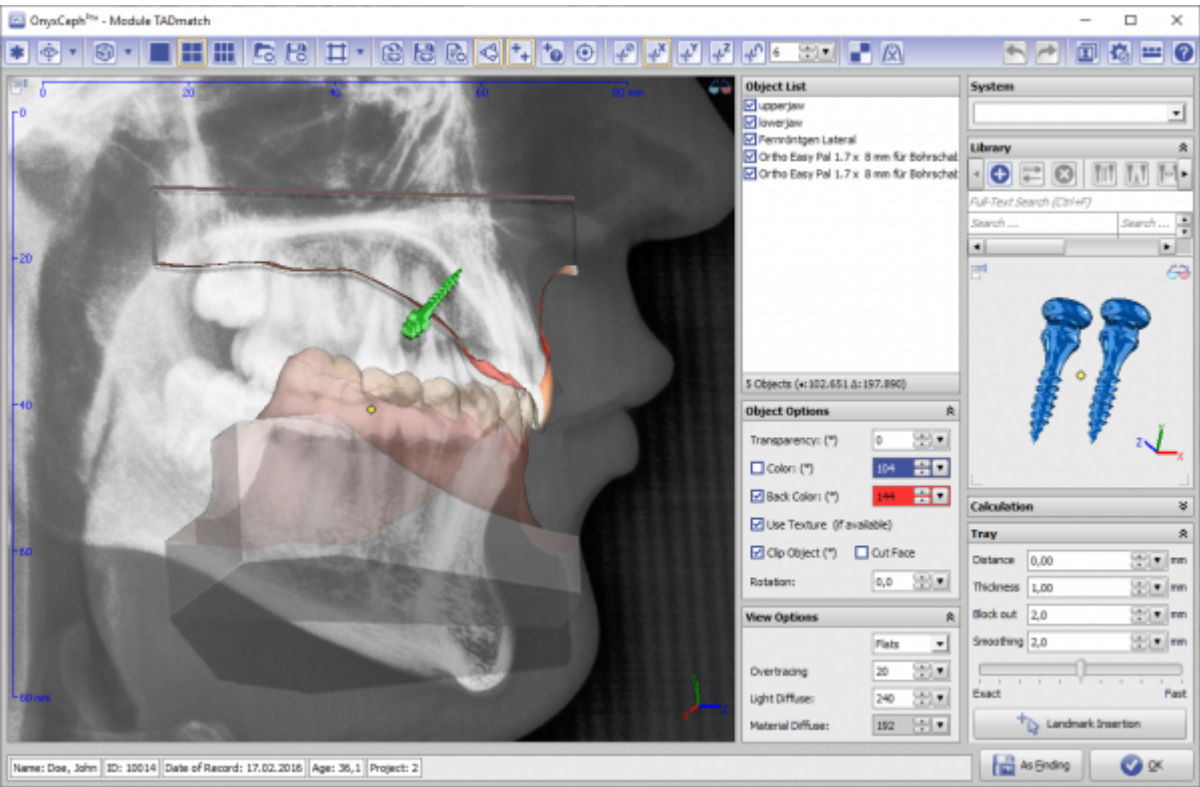 OnyxCeph³™ - Module TADmatch
6
0 20 40 60 80 mm
0
20
40
60
80 mm
Object List
upperjaw
lowerjaw
Fernröntgen Lateral
Ortho Easy Pal 1.7 x 8 mm für Bohrschab
Ortho Easy Pal 1.7 x 8 mm für Bohrschab
5 Objects (•:102.651 Δ:197.890)
Object Options
Transparency: (*) 0
Color: (*) 104
Back Color: (*) 144
Use Texture (if available)
Clip Object (*) Cut Face
Rotation: 0,0
View Options
Flats
Overtracing 20
Light Diffuse: 240
Material Diffuse: 192
System
Library
Full-Text Search (Ctrl+F)
Search ... Search ...
Y
Z
X
Calculation
Tray
Distance 0,00 mm
Thickness 1,00 mm
Block out 2,0 mm
Smoothing 2,0 mm
Exact Fast
Landmark Insertion
Y
X Z
Name: Doe, John ID: 10014 Date of Record: 17.02.2016 Age: 36,1 Project: 2
As Finding OK